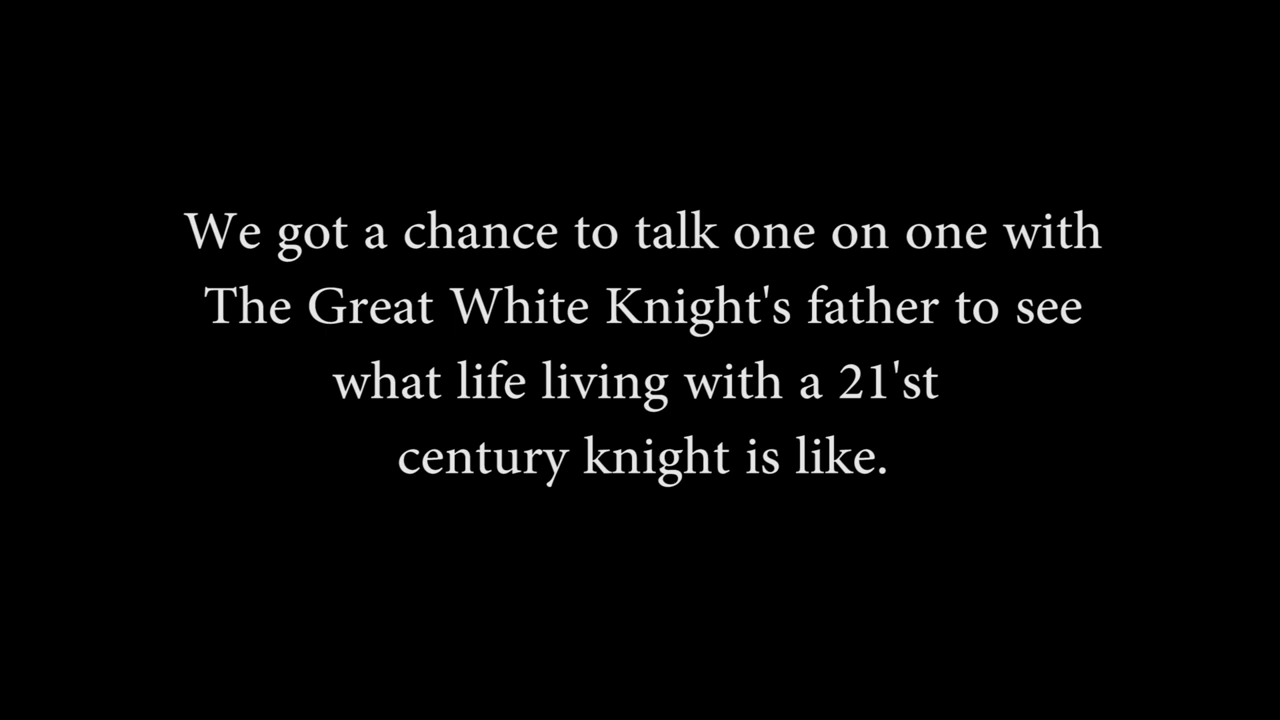 We got a chance to talk one on one with
The Great White Knight's father to see
what life living with a 21'st
century knight is like.